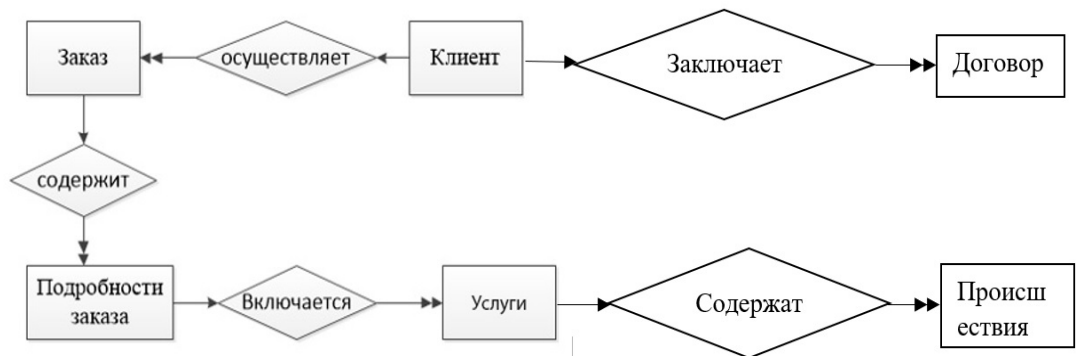 Заказ
осуществляет
Клиент
Заключает
Договор
содержит
Подробности
заказа
Включается
Услуги
Содержат
Происш
ествия